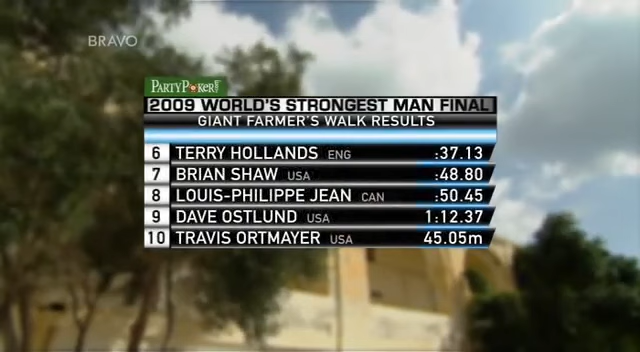 BRAVO
PARTYPOKER.COM
2009 WORLD'S STRONGEST MAN FINAL
GIANT FARMER'S WALK RESULTS
6 TERRY HOLLANDS ENG :37.13
7 BRIAN SHAW USA :48.80
8 LOUIS-PHILIPPE JEAN CAN :50.45
9 DAVE OSTLUND USA 1:12.37
10 TRAVIS ORTMAYER USA 45.05m